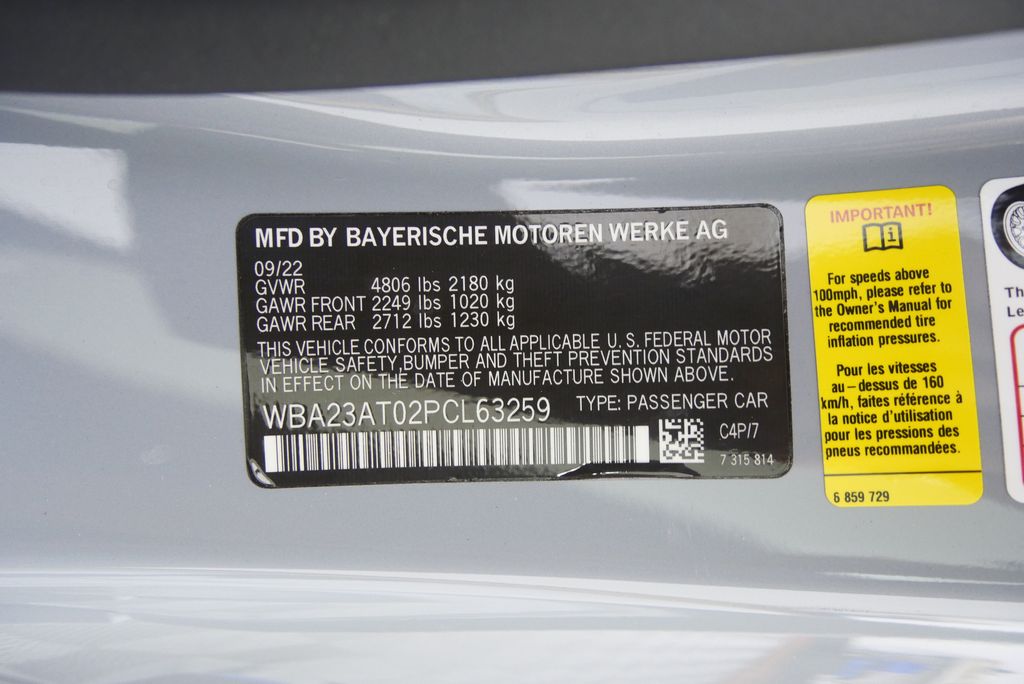 MFD BY BAYERISCHE MOTOREN WERKE AG
09/22
GVWR 4806 lbs 2180 kg
GAWR FRONT 2249 lbs 1020 kg
GAWR REAR 2712 lbs 1230 kg
THIS VEHICLE CONFORMS TO ALL APPLICABLE U.S. FEDERAL MOTOR
VEHICLE SAFETY,BUMPER AND THEFT PREVENTION STANDARDS
IN EFFECT ON THE DATE OF MANUFACTURE SHOWN ABOVE.
WBA23AT02PCL63259 TYPE: PASSENGER CAR
C4P/7
7 315 814
IMPORTANT!
For speeds above
100mph, please refer to
the Owner's Manual for
recommended tire
inflation pressures.
Pour les vitesses
au-dessus de 160
km/h, faites référence à
la notice d'utilisation
pour les pressions des
pneus recommandées.
6 859 729